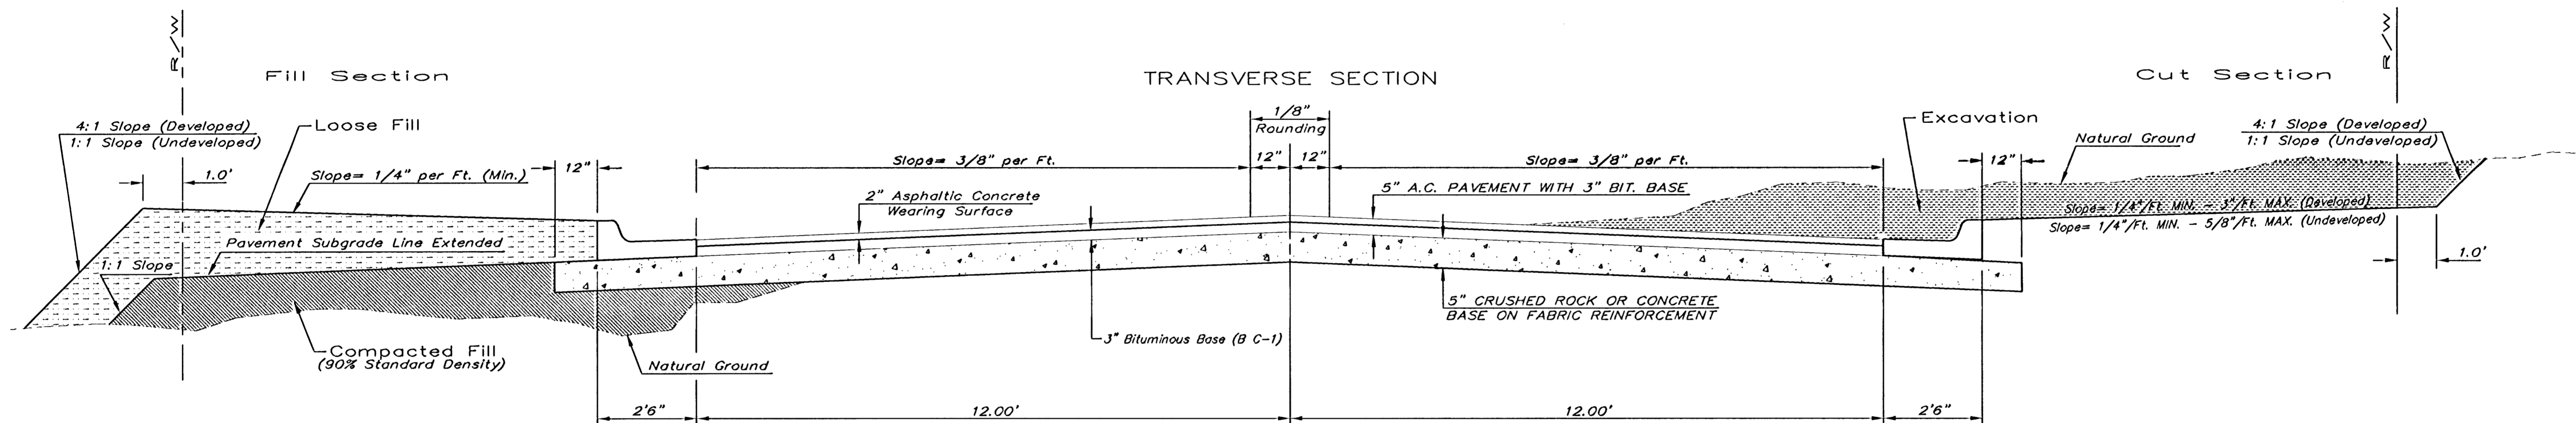 R/W
Fill Section
TRANSVERSE SECTION
Cut Section
R/W
4:1 Slope (Developed)
1:1 Slope (Undeveloped)
Loose Fill
1.0'
Slope= 1/4" per Ft. (Min.)
12"
Slope= 3/8" per Ft.
1/8"
Rounding
12"
12"
Slope= 3/8" per Ft.
Excavation
Natural Ground
4:1 Slope (Developed)
1:1 Slope (Undeveloped)
12"
2" Asphaltic Concrete
Wearing Surface
5" A.C. PAVEMENT WITH 3" BIT. BASE
Slope= 1/4"/Ft. MIN. - 3"/Ft. MAX. (Developed)
Slope= 1/4"/Ft. MIN. - 5/8"/Ft. MAX. (Undeveloped)
1.0'
Pavement Subgrade Line Extended
1:1 Slope
5" CRUSHED ROCK OR CONCRETE
BASE ON FABRIC REINFORCEMENT
3" Bituminous Base (B C-1)
Compacted Fill
(90% Standard Density)
Natural Ground
2'6"
12.00'
12.00'
2'6"